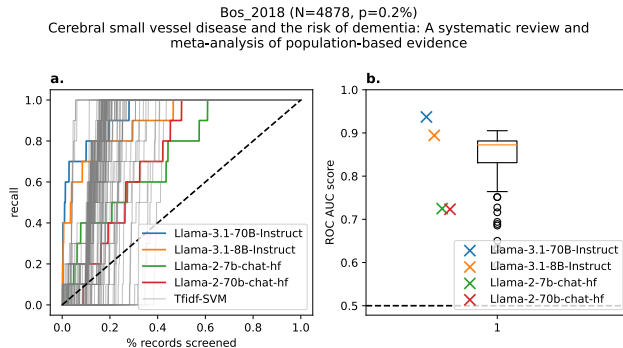 Bos_2018 (N=4878, p=0.2%)
Cerebral small vessel disease and the risk of dementia: A systematic review and
meta-analysis of population-based evidence
a.
recall
1.0
0.8
0.6
0.4
0.2
0.0
0.0 0.2 0.4 0.6 0.8 1.0
% records screened
Llama-3.1-70B-Instruct
Llama-3.1-8B-Instruct
Llama-2-7b-chat-hf
Llama-2-70b-chat-hf
Tfidf-SVM
b.
ROC AUC score
1.0
0.9
0.8
0.7
0.6
0.5
1
Llama-3.1-70B-Instruct
Llama-3.1-8B-Instruct
Llama-2-7b-chat-hf
Llama-2-70b-chat-hf